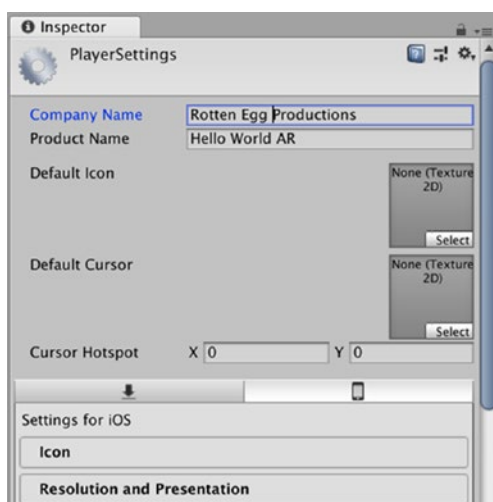 Inspector
PlayerSettings
Company Name Rotten Egg Productions
Product Name Hello World AR
Default Icon None (Texture 2D)
Select
Default Cursor None (Texture 2D)
Select
Cursor Hotspot X 0 Y 0
Settings for iOS
Icon
Resolution and Presentation